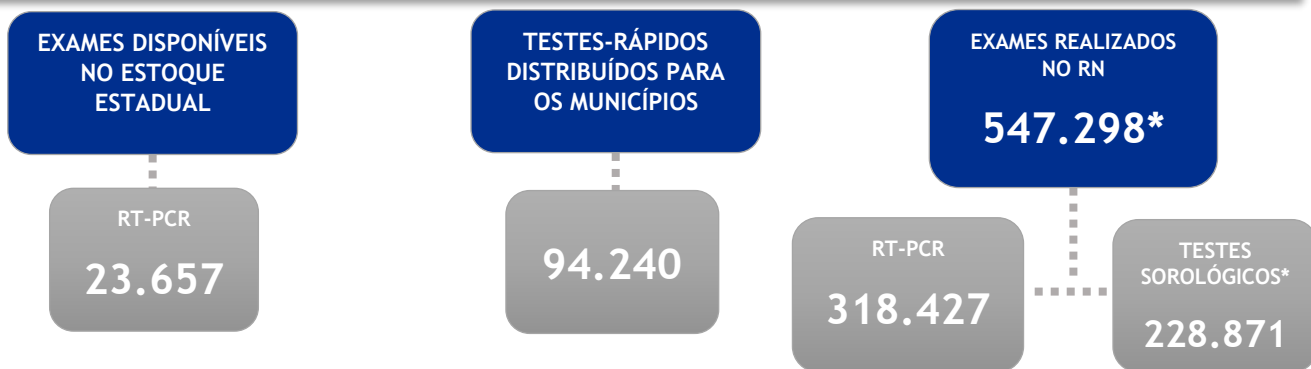 EXAMES DISPONÍVEIS
NO ESTOQUE
ESTADUAL
RT-PCR
23.657
TESTES-RÁPIDOS
DISTRIBUÍDOS PARA
OS MUNICÍPIOS
94.240
EXAMES REALIZADOS
NO RN
547.298*
RT-PCR
318.427
TESTES
SOROLÓGICOS*
228.871